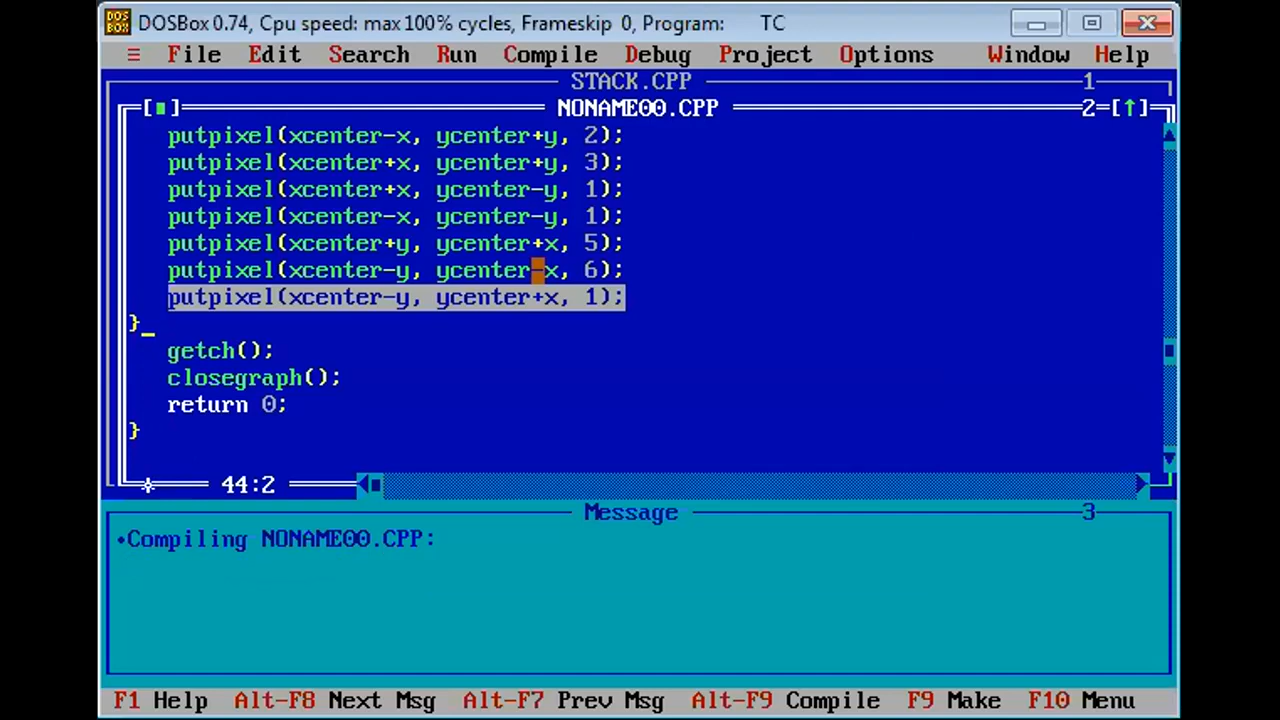 DOSBox 0.74, Cpu speed: max 100% cycles, Frameskip 0, Program: TC
≡ File Edit Search Run Compile Debug Project Options Window Help
STACK.CPP 1
[■] NONAME00.CPP 2=[↑]
putpixel(xcenter-x, ycenter+y, 2);
putpixel(xcenter+x, ycenter+y, 3);
putpixel(xcenter+x, ycenter-y, 1);
putpixel(xcenter-x, ycenter-y, 1);
putpixel(xcenter+y, ycenter+x, 5);
putpixel(xcenter-y, ycenter-x, 6);
putpixel(xcenter-y, ycenter+x, 1);
}_
getch();
closegraph();
return 0;
}
44:2
Message 3
•Compiling NONAME00.CPP:
F1 Help Alt-F8 Next Msg Alt-F7 Prev Msg Alt-F9 Compile F9 Make F10 Menu